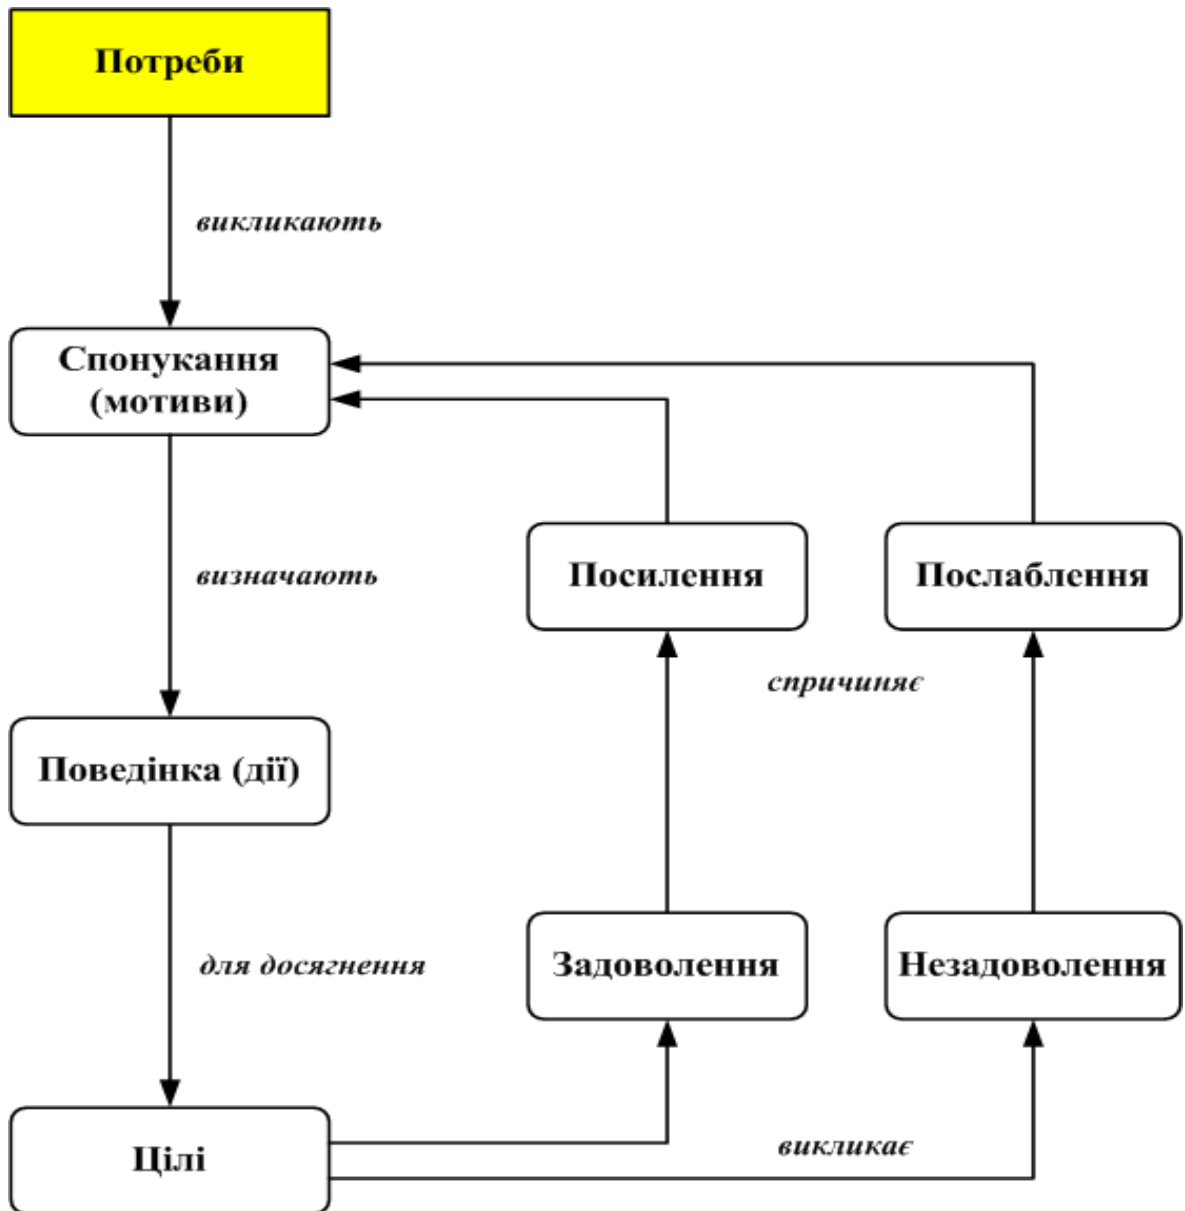 Потреби
викликають
Спонукання
(мотиви)
визначають
Посилення
Послаблення
спричиняє
Поведінка (дії)
для досягнення
Задоволення
Незадоволення
Цілі
викликає